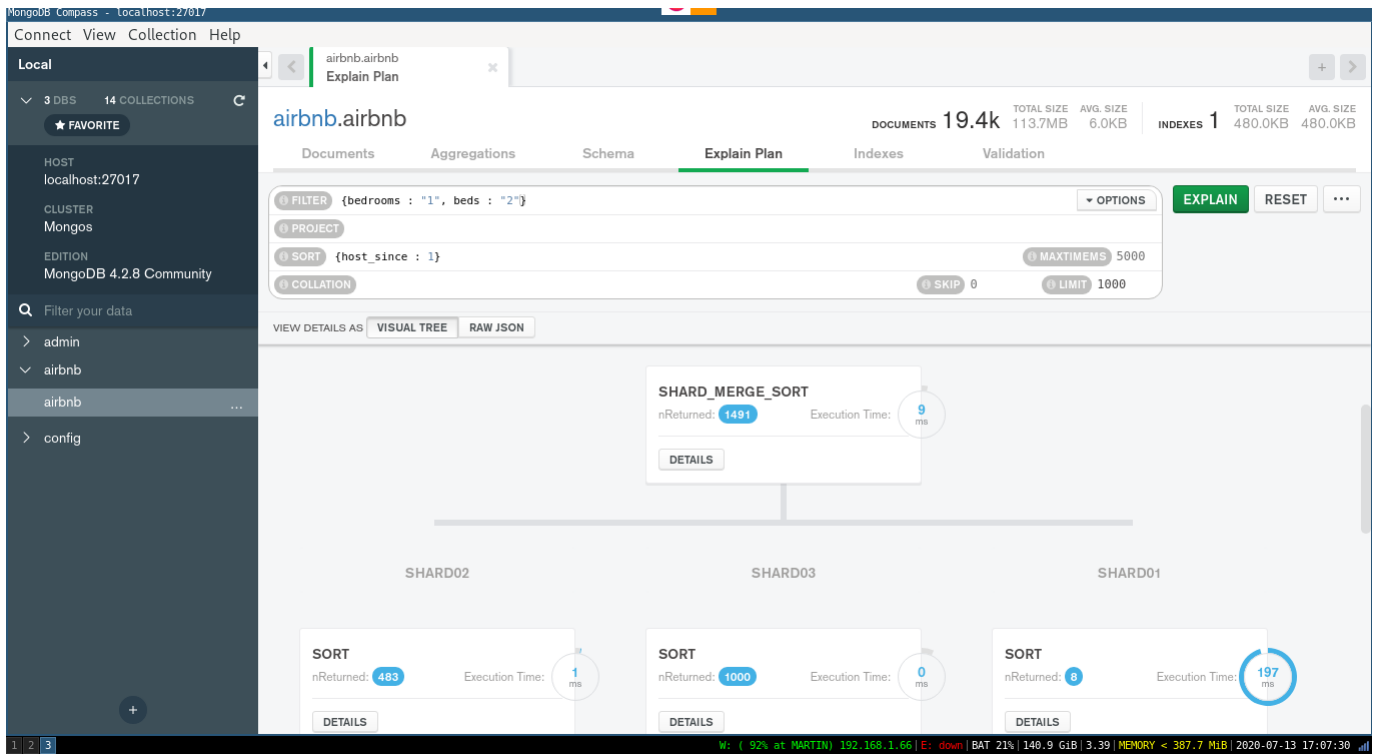 MongoDB Compass - localhost:27017
Connect View Collection Help
Local
3 DBS 14 COLLECTIONS
★ FAVORITE
HOST
localhost:27017
CLUSTER
Mongos
EDITION
MongoDB 4.2.8 Community
Filter your data
admin
airbnb
airbnb ...
config
+
airbnb.airbnb
Explain Plan
airbnb.airbnb
DOCUMENTS 19.4k TOTAL SIZE 113.7MB AVG. SIZE 6.0KB INDEXES 1 TOTAL SIZE 480.0KB AVG. SIZE 480.0KB
Documents Aggregations Schema Explain Plan Indexes Validation
FILTER {bedrooms : "1", beds : "2"} OPTIONS EXPLAIN RESET ...
PROJECT
SORT {host_since : 1} MAXTIMEMS 5000
COLLATION SKIP 0 LIMIT 1000
VIEW DETAILS AS VISUAL TREE RAW JSON
SHARD_MERGE_SORT
nReturned: 1491 Execution Time: 9 ms
DETAILS
SHARD02 SHARD03 SHARD01
SORT
nReturned: 483 Execution Time: 1 ms
DETAILS
SORT
nReturned: 1000 Execution Time: 0 ms
DETAILS
SORT
nReturned: 8 Execution Time: 197 ms
DETAILS
1 2 3 W: ( 92% at MARTIN) 192.168.1.66|E: down|BAT 21%|140.9 GiB|3.39|MEMORY < 387.7 MiB|2020-07-13 17:07:30